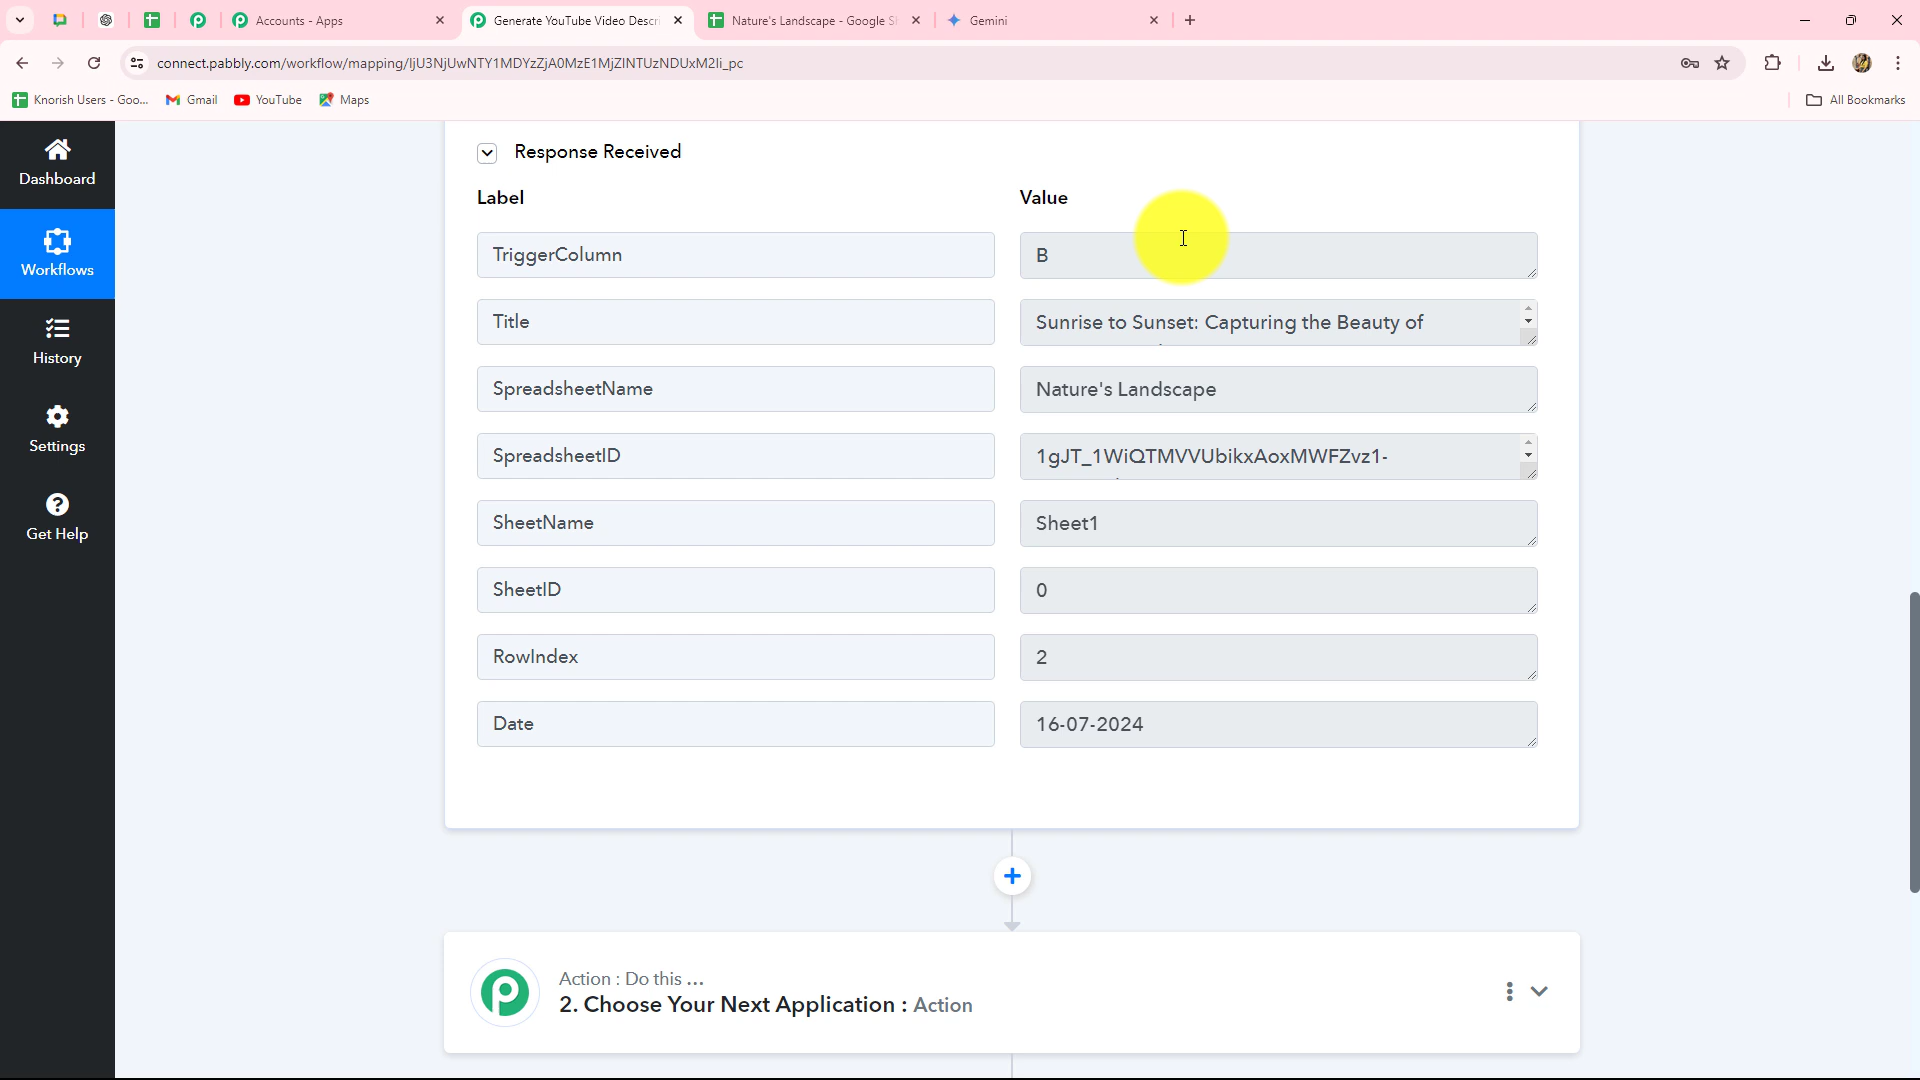 Accounts - Apps
Generate YouTube Video Descri
Nature's Landscape - Google S
Gemini
connect.pabbly.com/workflow/mapping/IjU3NjUwNTY1MDYzZjA0MzE1MjZlNTUzNDUxM2Ii_pc
Knorish Users - Goo...
Gmail
YouTube
Maps
All Bookmarks
Dashboard
Workflows
History
Settings
Get Help
Response Received
Label
Value
TriggerColumn
B
Title
Sunrise to Sunset: Capturing the Beauty of
SpreadsheetName
Nature's Landscape
SpreadsheetID
1gJT_1WiQTMVVUbikxAoxMWFZvz1-
SheetName
Sheet1
SheetID
0
RowIndex
2
Date
16-07-2024
Action : Do this ...
2. Choose Your Next Application : Action